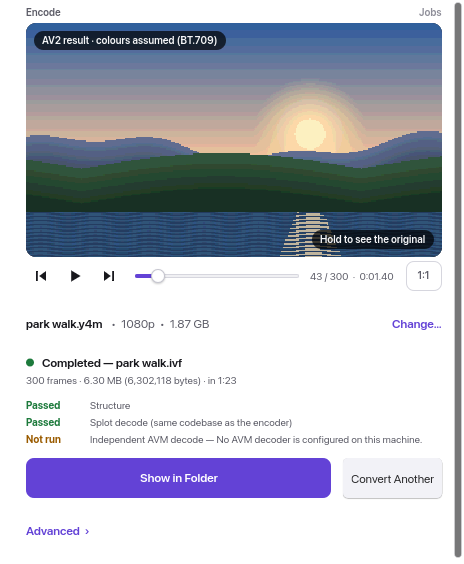 Encode
Jobs
AV2 result · colours assumed (BT.709)
Hold to see the original
43 / 300 · 0:01.40
1:1
park walk.y4m · 1080p · 1.87 GB
Change...
Completed — park walk.ivf
300 frames · 6.30 MB (6,302,118 bytes) · in 1:23
Passed Structure
Passed Splot decode (same codebase as the encoder)
Not run Independent AVM decode — No AVM decoder is configured on this machine.
Show in Folder
Convert Another
Advanced ›